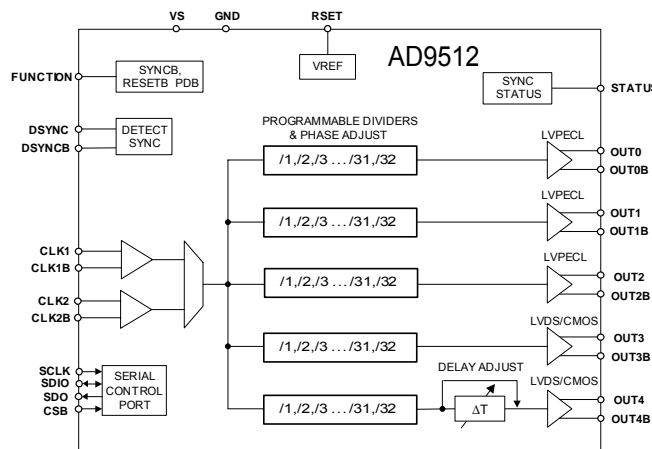 VS
GND
RSET
AD9512
VREF
FUNCTION
SYNCB,
RESETB PDB
SYNC
STATUS
STATUS
DSYNC
DSYNCB
DETECT
SYNC
PROGRAMMABLE DIVIDERS
& PHASE ADJUST
/1,/2,/3 ... /31,/32
LVPECL
OUT0
OUT0B
/1,/2,/3 ... /31,/32
LVPECL
OUT1
OUT1B
CLK1
CLK1B
CLK2
CLK2B
/1,/2,/3 ... /31,/32
LVPECL
OUT2
OUT2B
/1,/2,/3 ... /31,/32
LVDS/CMOS
OUT3
OUT3B
SCLK
SDIO
SDO
CSB
SERIAL
CONTROL
PORT
/1,/2,/3 ... /31,/32
DELAY ADJUST
ΔT
LVDS/CMOS
OUT4
OUT4B